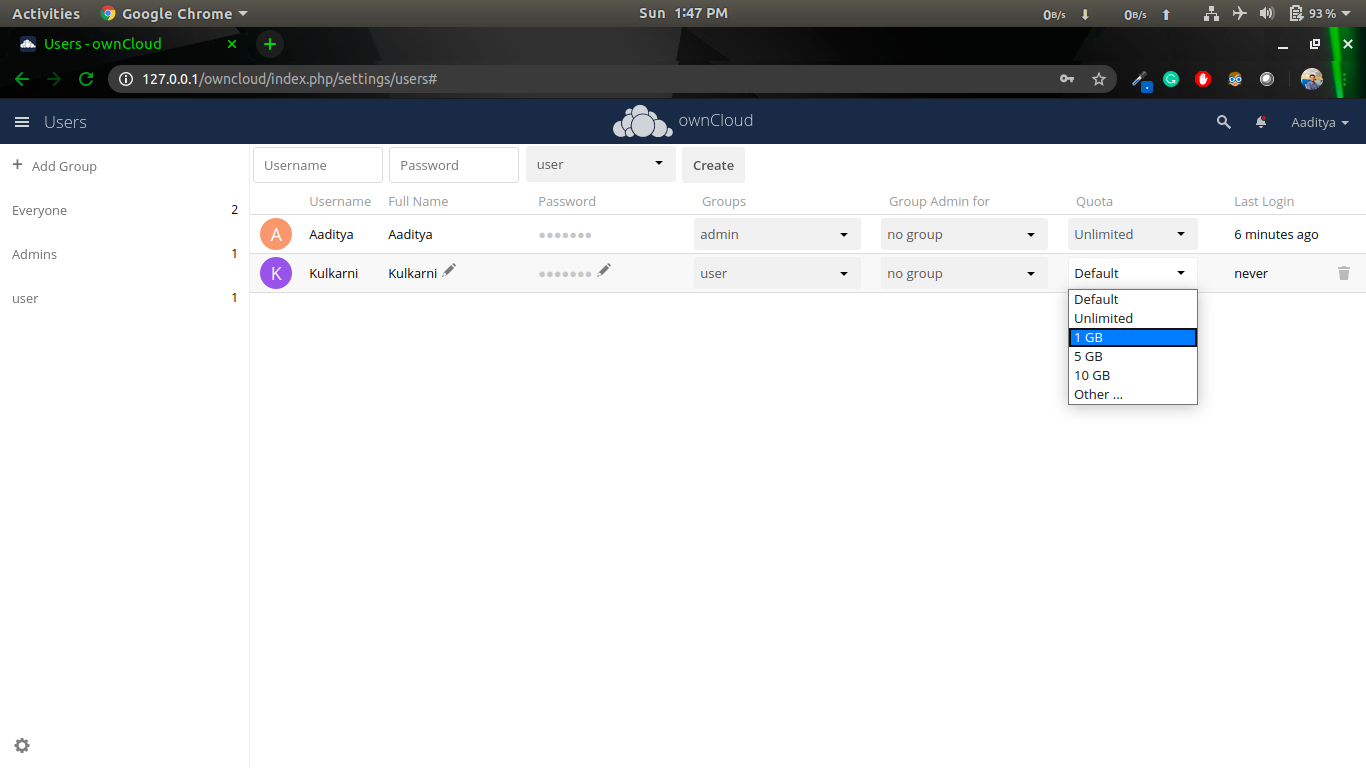 Activities Google Chrome Sun 1:47 PM 0B/s 0B/s 93 %
Users - ownCloud
127.0.0.1/owncloud/index.php/settings/users#
Users ownCloud Aaditya
+ Add Group Username Password user Create
Username Full Name Password Groups Group Admin for Quota Last Login
Everyone 2
A Aaditya Aaditya ●●●●●●● admin no group Unlimited 6 minutes ago
Admins 1
K Kulkarni Kulkarni ●●●●●●● user no group Default never
user 1
Default
Unlimited
1 GB
5 GB
10 GB
Other ...